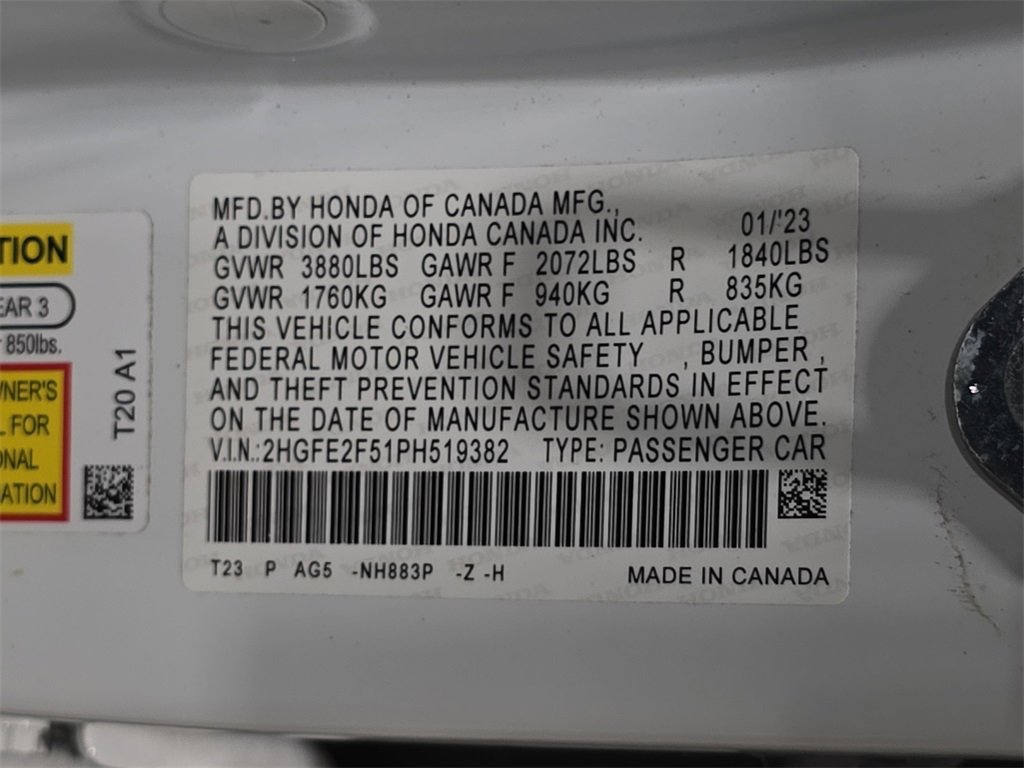 MFD.BY HONDA OF CANADA MFG.,
A DIVISION OF HONDA CANADA INC. 01/'23
GVWR 3880LBS GAWR F 2072LBS R 1840LBS
GVWR 1760KG GAWR F 940KG R 835KG
THIS VEHICLE CONFORMS TO ALL APPLICABLE
FEDERAL MOTOR VEHICLE SAFETY , BUMPER ,
AND THEFT PREVENTION STANDARDS IN EFFECT
ON THE DATE OF MANUFACTURE SHOWN ABOVE.
V.I.N.:2HGFE2F51PH519382 TYPE: PASSENGER CAR
T23 P AG5 -NH883P -Z -H MADE IN CANADA
TION
EAR 3
850lbs.
WNER'S
L FOR
ONAL
ATION
T20 A1